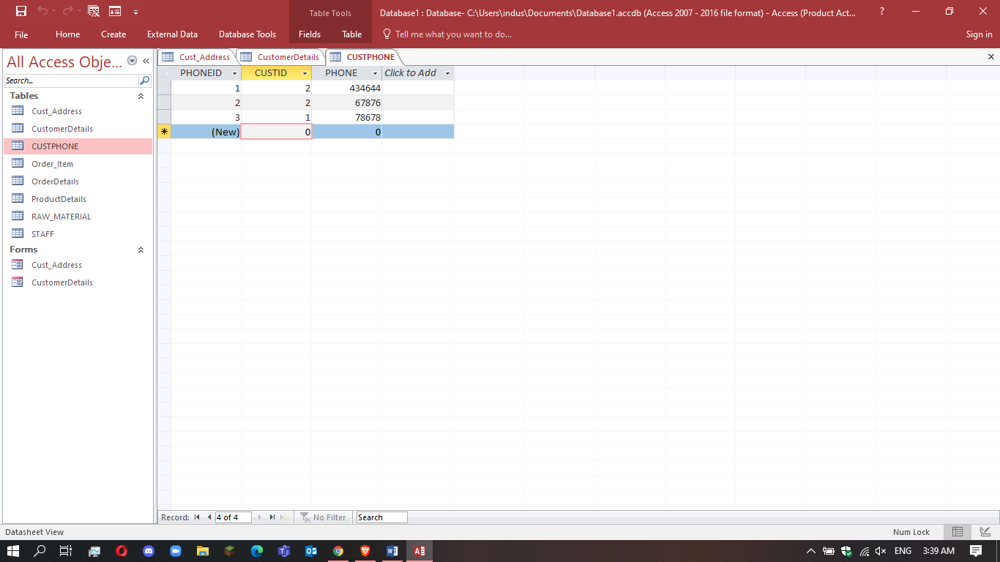 Table Tools
Database1 : Database- C:\Users\indus\Documents\Database1.accdb (Access 2007 - 2016 file format) - Access (Product Act...
?
File Home Create External Data Database Tools Fields Table Tell me what you want to do... Sign in
All Access Obje...
Search...
Tables
Cust_Address
CustomerDetails
CUSTPHONE
Order_Item
OrderDetails
ProductDetails
RAW_MATERIAL
STAFF
Forms
Cust_Address
CustomerDetails
Cust_Address CustomerDetails CUSTPHONE
PHONEID CUSTID PHONE Click to Add
1 2 434644
2 2 67876
3 1 78678
(New) 0 0
Record: 4 of 4 No Filter Search
Datasheet View Num Lock
ENG 3:39 AM